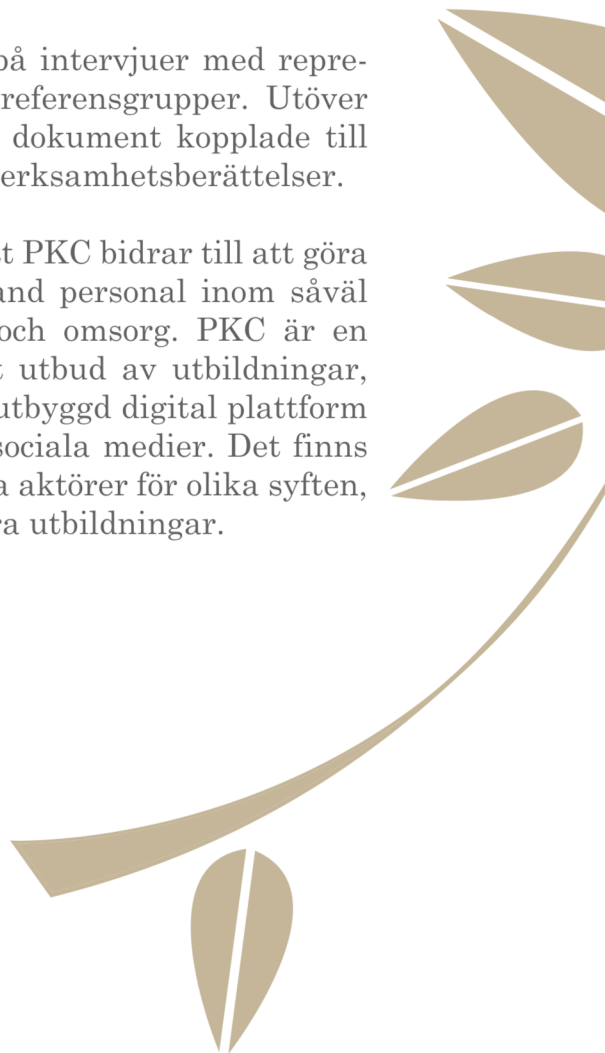 på intervjuer med repre-
referensgrupper. Utöver
dokument kopplade till
erksamhetsberättelser.
t PKC bidrar till att göra
and personal inom såväl
och omsorg. PKC är en
t utbud av utbildningar,
utbyggd digital plattform
sociala medier. Det finns
a aktörer för olika syften,
ra utbildningar.